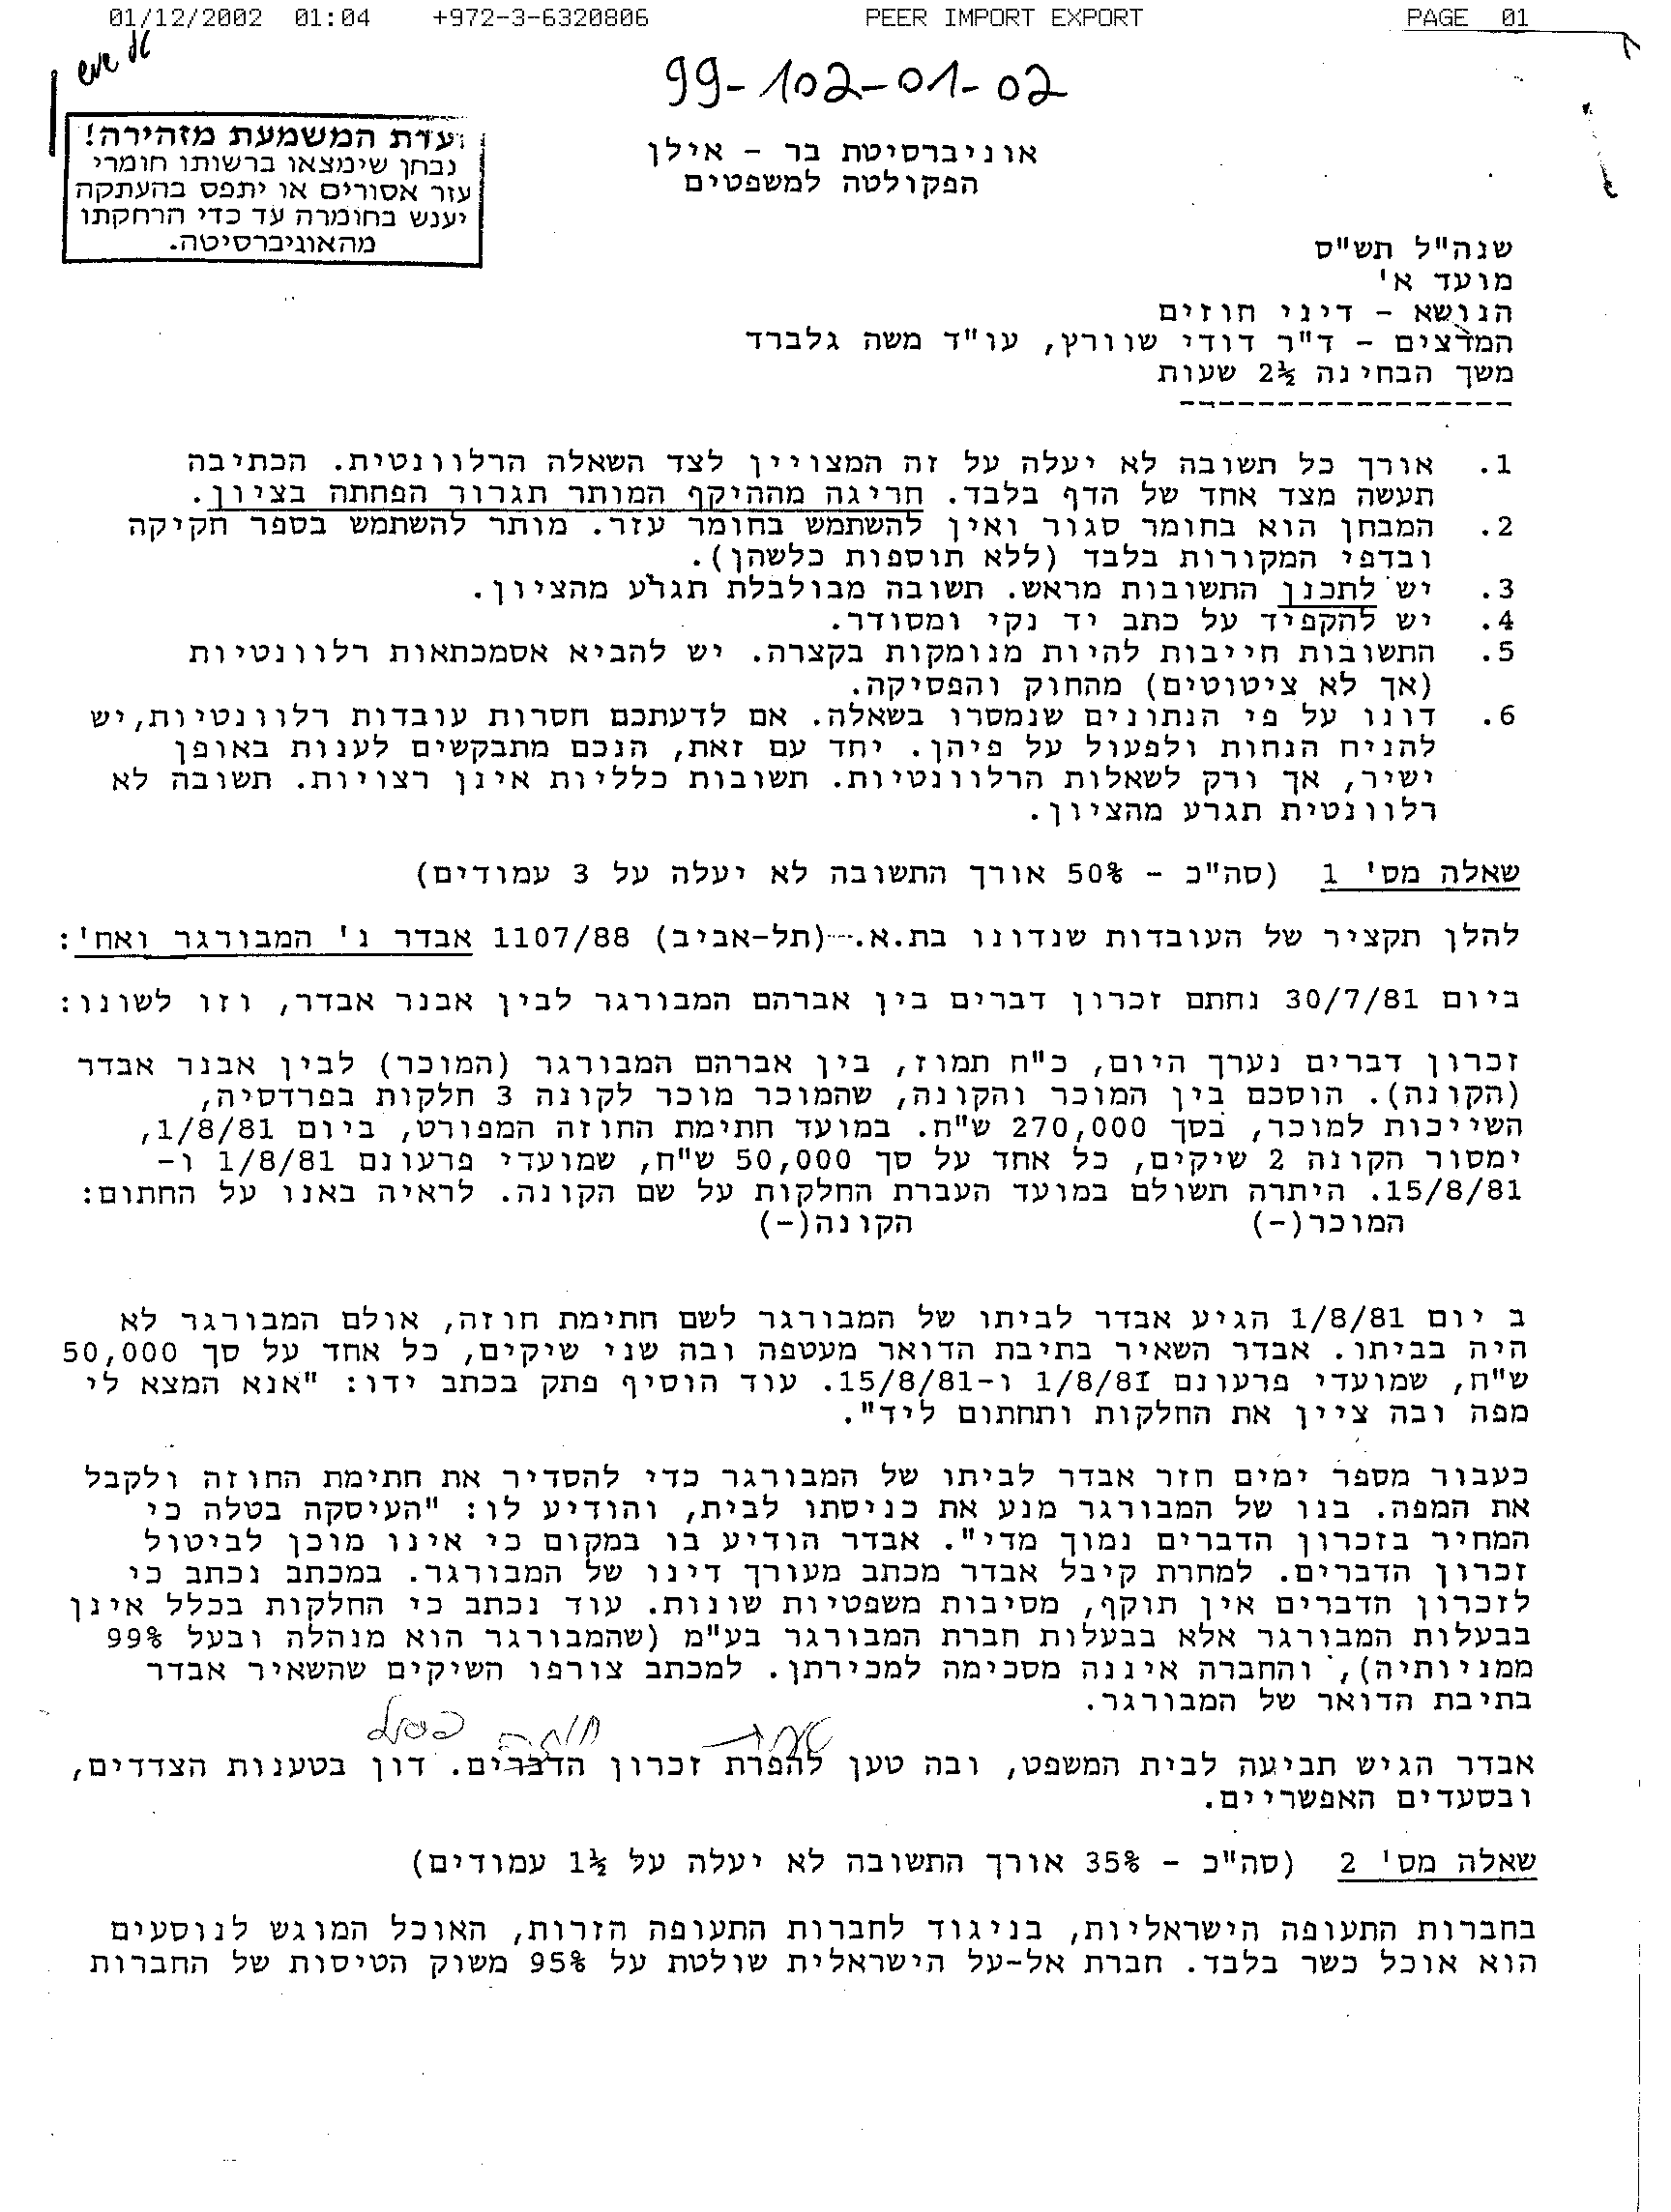 01/12/2002 01:04 +972-3-6320806 PEER IMPORT EXPORT PAGE 01
99-102-01-02
ועדת המשמעת מזהירה!
נבחן שימצאו ברשותו חומרי
עזר אסורים או יתפס בהעתקה
יענש בחומרה עד כדי הרחקתו
מהאוניברסיטה.
אוניברסיטת בר - אילן
הפקולטה למשפטים
שנה"ל תש"ס
מועד א'
הנושא - דיני חוזים
המרצים - ד"ר דודי שוורץ, עו"ד משה גלברד
משך הבחינה 2½ שעות
-----------------
1. אורך כל תשובה לא יעלה על זה המצויין לצד השאלה הרלוונטית. הכתיבה
תעשה מצד אחד של הדף בלבד. חריגה מההיקף המותר תגרור הפחתה בציון.
2. המבחן הוא בחומר סגור ואין להשתמש בחומר עזר. מותר להשתמש בספר חקיקה
ובדפי המקורות בלבד (ללא תוספות כלשהן).
3. יש לתכנן התשובות מראש. תשובה מבולבלת תגרע מהציון.
4. יש להקפיד על כתב יד נקי ומסודר.
5. התשובות חייבות להיות מנומקות בקצרה. יש להביא אסמכתאות רלוונטיות
(אך לא ציטוטים) מהחוק והפסיקה.
6. דונו על פי הנתונים שנמסרו בשאלה. אם לדעתכם חסרות עובדות רלוונטיות,יש
להניח הנחות ולפעול על פיהן. יחד עם זאת, הנכם מתבקשים לענות באופן
ישיר, אך ורק לשאלות הרלוונטיות. תשובות כלליות אינן רצויות. תשובה לא
רלוונטית תגרע מהציון.
שאלה מס' 1 (סה"כ - 50% אורך התשובה לא יעלה על 3 עמודים)
להלן תקציר של העובדות שנדונו בת.א. (תל-אביב) 1107/88 אבדר נ' המבורגר ואח':
ביום 30/7/81 נחתם זכרון דברים בין אברהם המבורגר לבין אבנר אבדר, וזו לשונו:
זכרון דברים נערך היום, כ"ח תמוז, בין אברהם המבורגר (המוכר) לבין אבנר אבדר
(הקונה). הוסכם בין המוכר והקונה, שהמוכר מוכר לקונה 3 חלקות בפרדסיה,
השייכות למוכר, בסך 270,000 ש"ח. במועד חתימת החוזה המפורט, ביום 1/8/81,
ימסור הקונה 2 שיקים, כל אחד על סך 50,000 ש"ח, שמועדי פרעונם 1/8/81 ו-
15/8/81. היתרה תשולם במועד העברת החלקות על שם הקונה. לראיה באנו על החתום:
המוכר(-) הקונה(-)
ב יום 1/8/81 הגיע אבדר לביתו של המבורגר לשם חתימת חוזה, אולם המבורגר לא
היה בביתו. אבדר השאיר בתיבת הדואר מעטפה ובה שני שיקים, כל אחד על סך 50,000
ש"ח, שמועדי פרעונם 1/8/81 ו-15/8/81. עוד הוסיף פתק בכתב ידו: "אנא המצא לי
מפה ובה ציין את החלקות ותחתום ליד".
כעבור מספר ימים חזר אבדר לביתו של המבורגר כדי להסדיר את חתימת החוזה ולקבל
את המפה. בנו של המבורגר מנע את כניסתו לבית, והודיע לו: "העיסקה בטלה כי
המחיר בזכרון הדברים נמוך מדי". אבדר הודיע בו במקום כי אינו מוכן לביטול
זכרון הדברים. למחרת קיבל אבדר מכתב מעורך דינו של המבורגר. במכתב נכתב כי
לזכרון הדברים אין תוקף, מסיבות משפטיות שונות. עוד נכתב כי החלקות בכלל אינן
בבעלות המבורגר אלא בבעלות חברת המבורגר בע"מ (שהמבורגר הוא מנהלה ובעל 99%
ממניותיה), והחברה איננה מסכימה למכירתן. למכתב צורפו השיקים שהשאיר אבדר
בתיבת הדואר של המבורגר.
אבדר הגיש תביעה לבית המשפט, ובה טען להפרת זכרון הדברים. דון בטענות הצדדים,
ובסעדים האפשריים.
שאלה מס' 2 (סה"כ - 35% אורך התשובה לא יעלה על 1½ עמודים)
בחברות התעופה הישראליות, בניגוד לחברות התעופה הזרות, האוכל המוגש לנוסעים
הוא אוכל כשר בלבד. חברת אל-על הישראלית שולטת על 95% משוק הטיסות של החברות